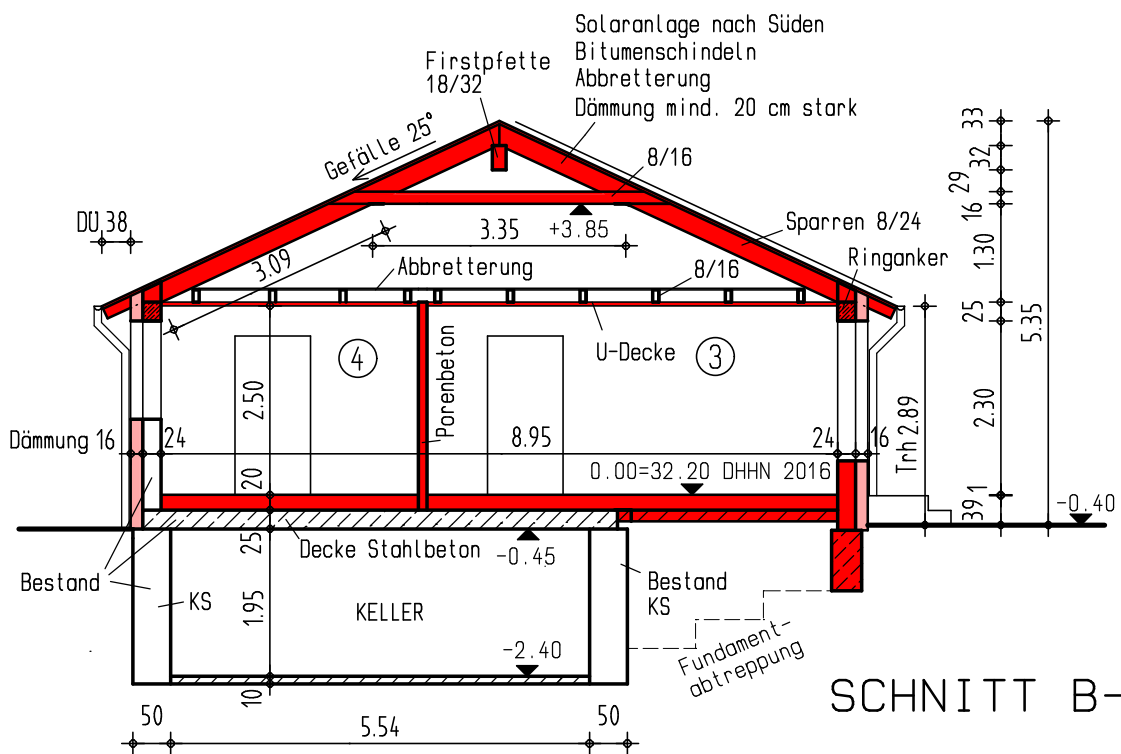 Solaranlage nach Süden
Bitumenschindeln
Abbretterung
Dämmung mind. 20 cm stark
Firstpfette
18/32
Gefälle 25°
8/16
DÜ 38
3.09
3.35
+3.85
Sparren 8/24
Ringanker
Abbretterung
8/16
U-Decke
4
3
2.50
Porenbeton
Dämmung 16
24
8.95
24
16
20
0.00=32.20 DHHN 2016
Trh 2.89
33
32
29
16
1.30
25
2.30
1
39
5.35
-0.40
25
Decke Stahlbeton
-0.45
Bestand
KS
1.95
KELLER
Bestand
KS
-2.40
Fundament-
abtreppung
10
50
5.54
50
SCHNITT B-